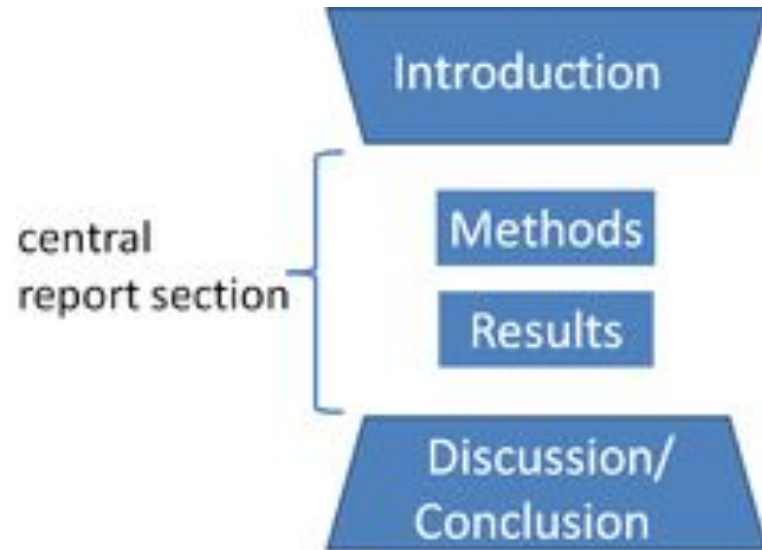 Introduction
central
report section
Methods
Results
Discussion/
Conclusion